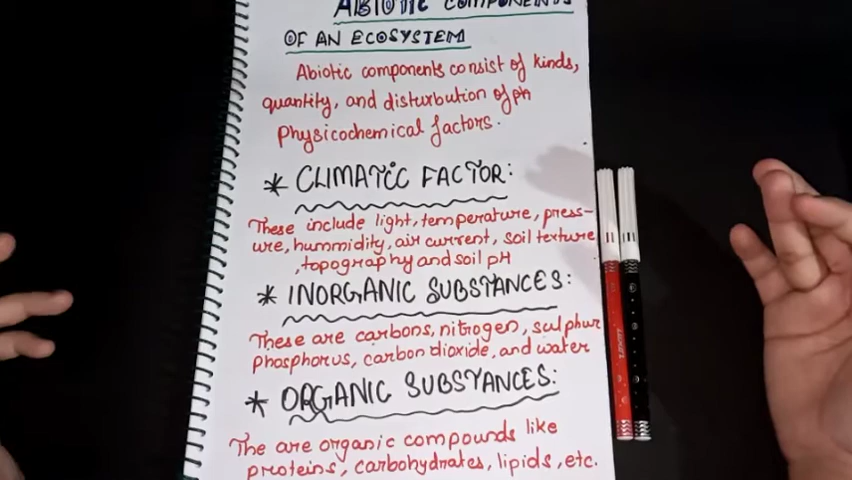 ABIOTIC COMPONENTS
OF AN ECOSYSTEM
Abiotic components consist of kinds,
quantity, and disturbution of ph
Physicochemical factors.
* CLIMATIC FACTOR:
These include light, temperature, press-
ure, hummidity, air current, soil texture
, topography and soil pH
* INORGANIC SUBSTANCES:
These are carbons, nitrogen, sulphur
Phosphorus, carbon dioxide, and water
* ORGANIC SUBSTANCES:
The are organic compounds like
proteins, carbohydrates, lipids, etc.